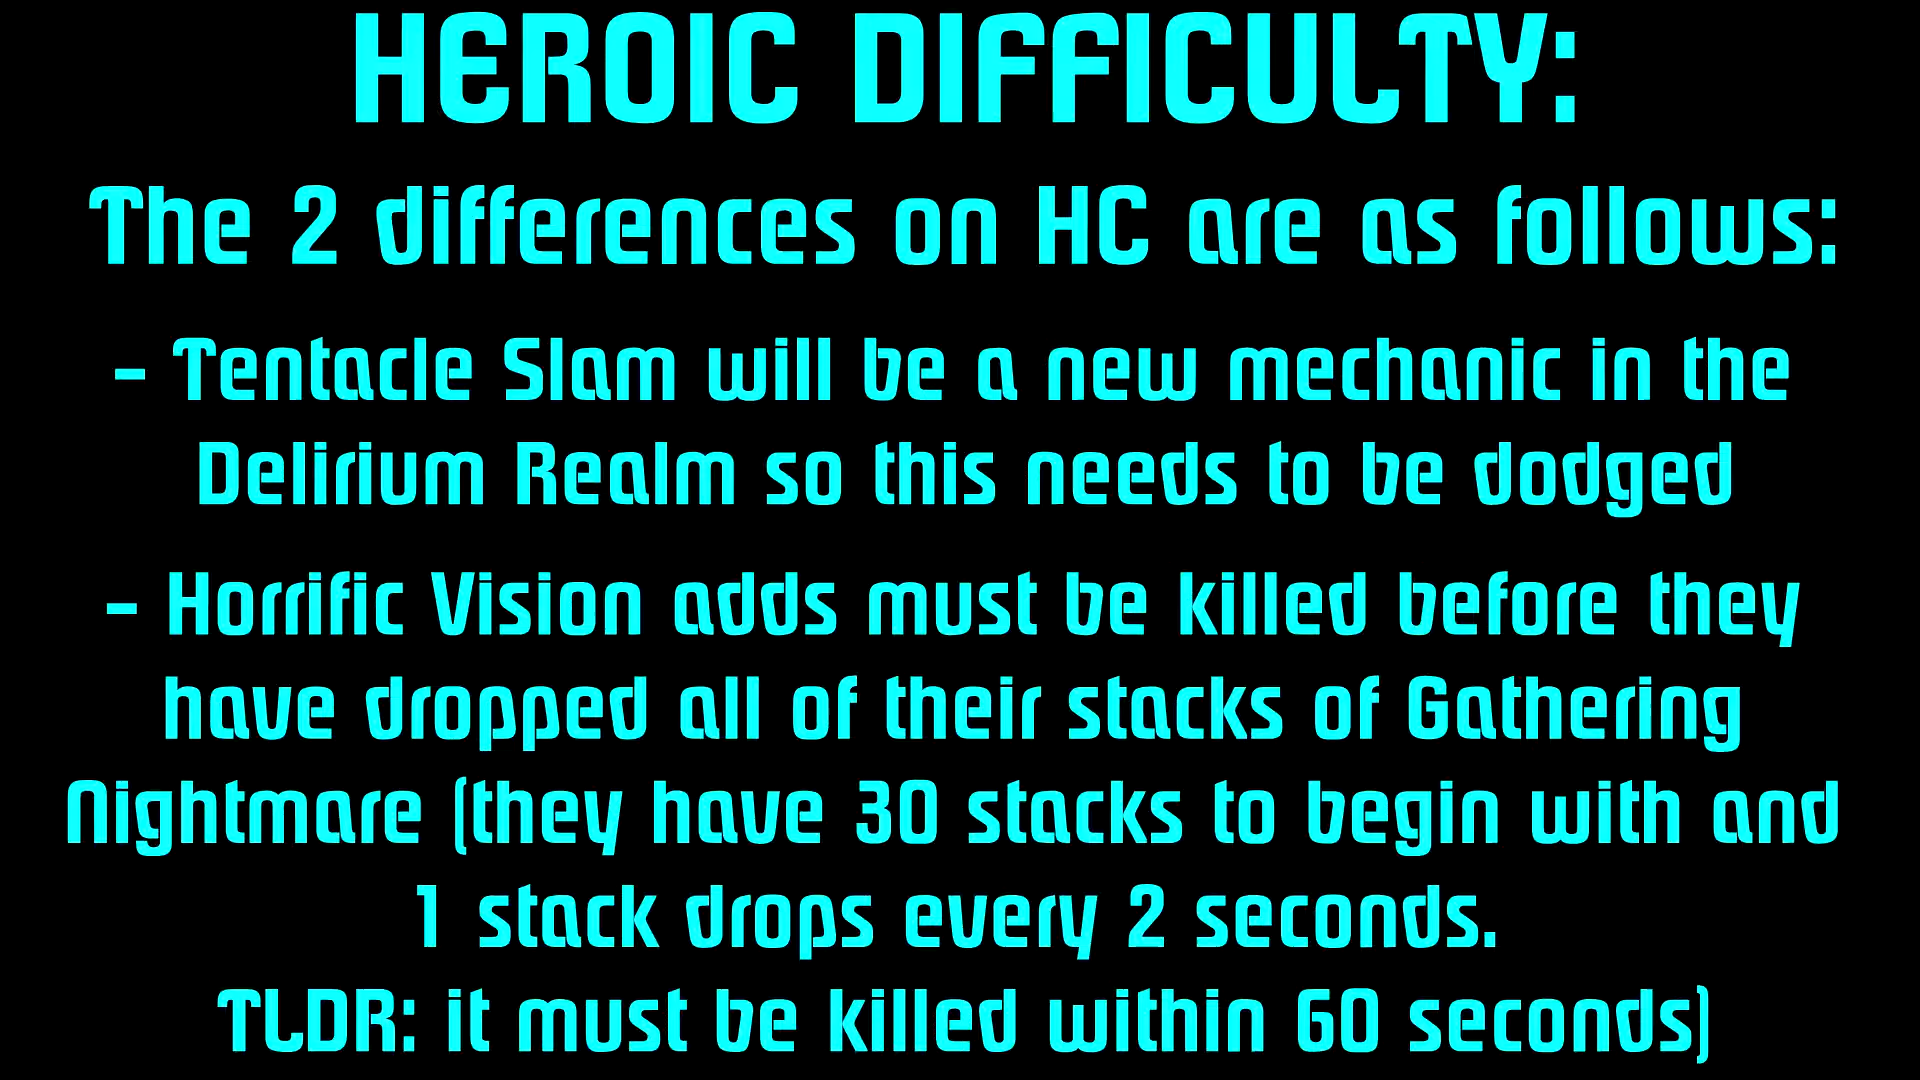 HEROIC DIFFICULTY:
The 2 differences on HC are as follows:
- Tentacle Slam will be a new mechanic in the
Delirium Realm so this needs to be dodged
- Horrific Vision adds must be killed before they
have dropped all of their stacks of Gathering
Nightmare (they have 30 stacks to begin with and
1 stack drops every 2 seconds.
TLDR: it must be killed within 60 seconds)